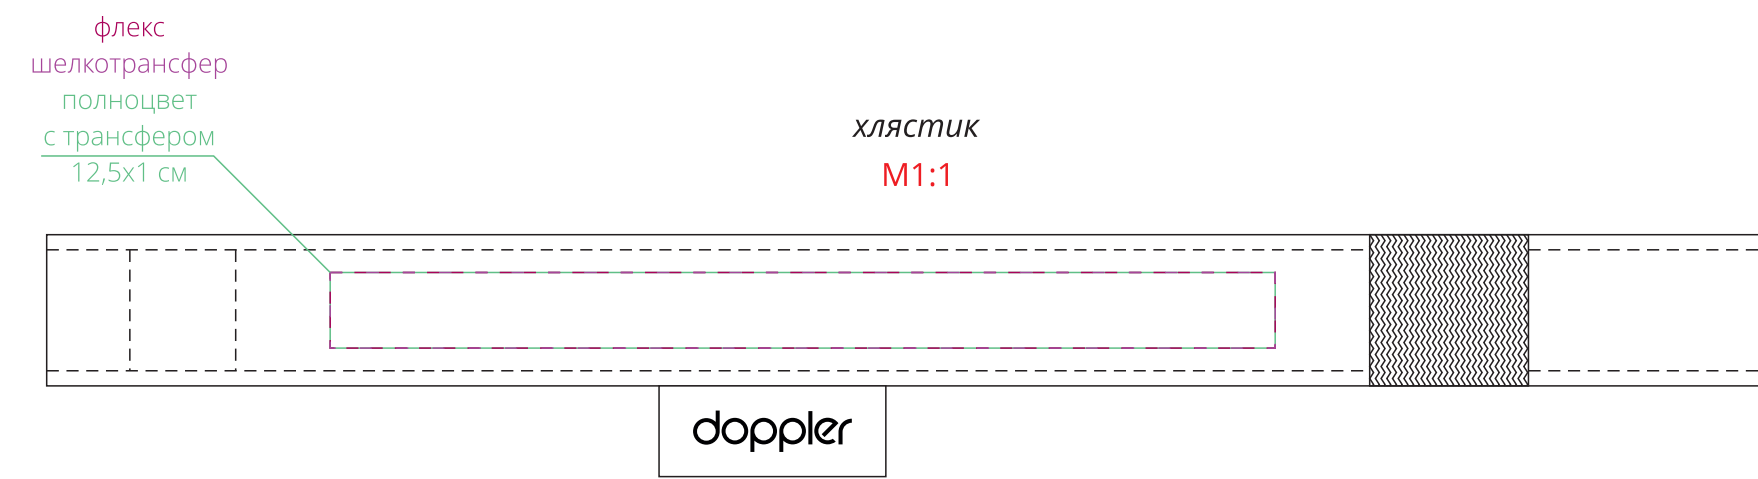 флекс
шелкотрансфер
полноцвет
с трансфером
12,5х1 см
хлястик
М1:1
doppler